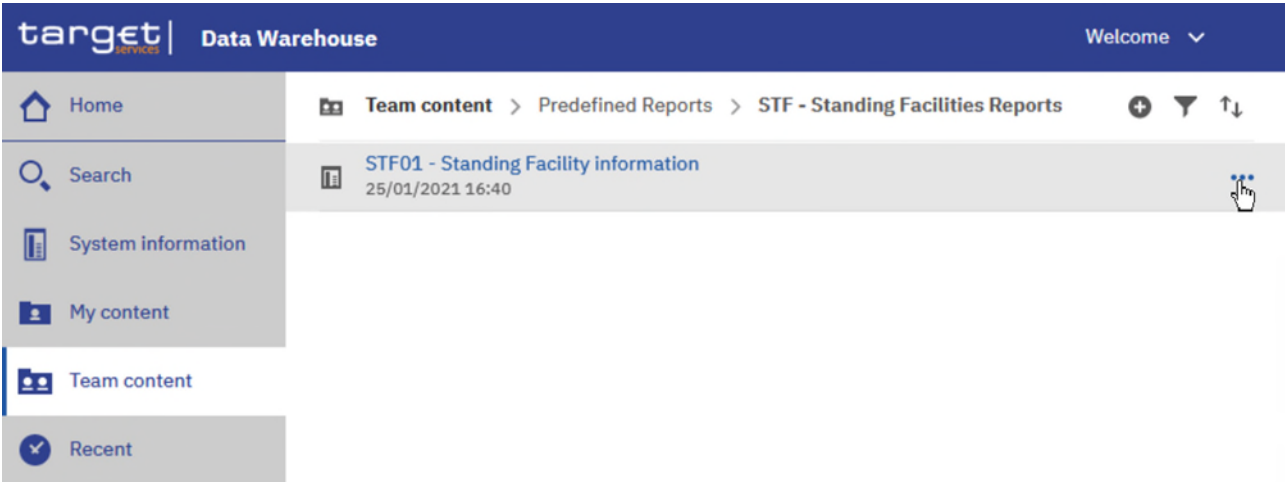 target| Data Warehouse Welcome
services
Home
Team content > Predefined Reports > STF - Standing Facilities Reports
Search
STF01 - Standing Facility information
25/01/2021 16:40
System information
My content
Team content
Recent